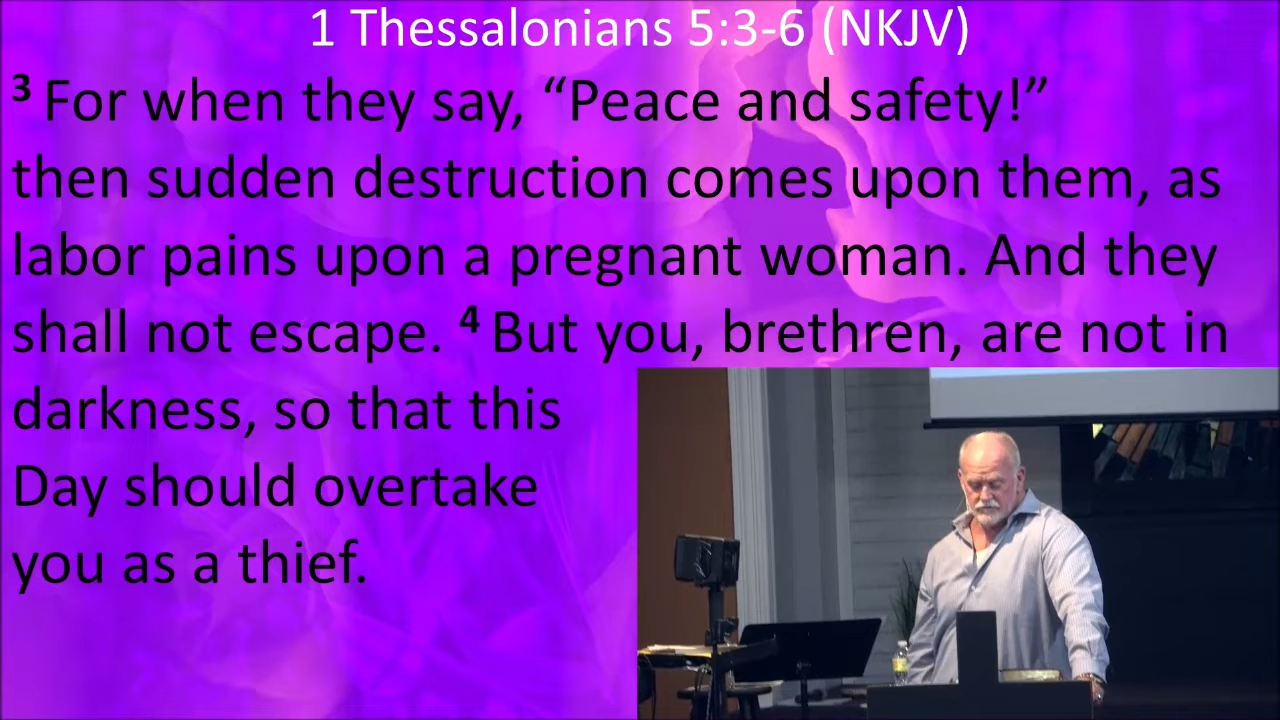 1 Thessalonians 5:3-6 (NKJV)
3 For when they say, “Peace and safety!”
then sudden destruction comes upon them, as
labor pains upon a pregnant woman. And they
shall not escape. 4 But you, brethren, are not in
darkness, so that this
Day should overtake
you as a thief.